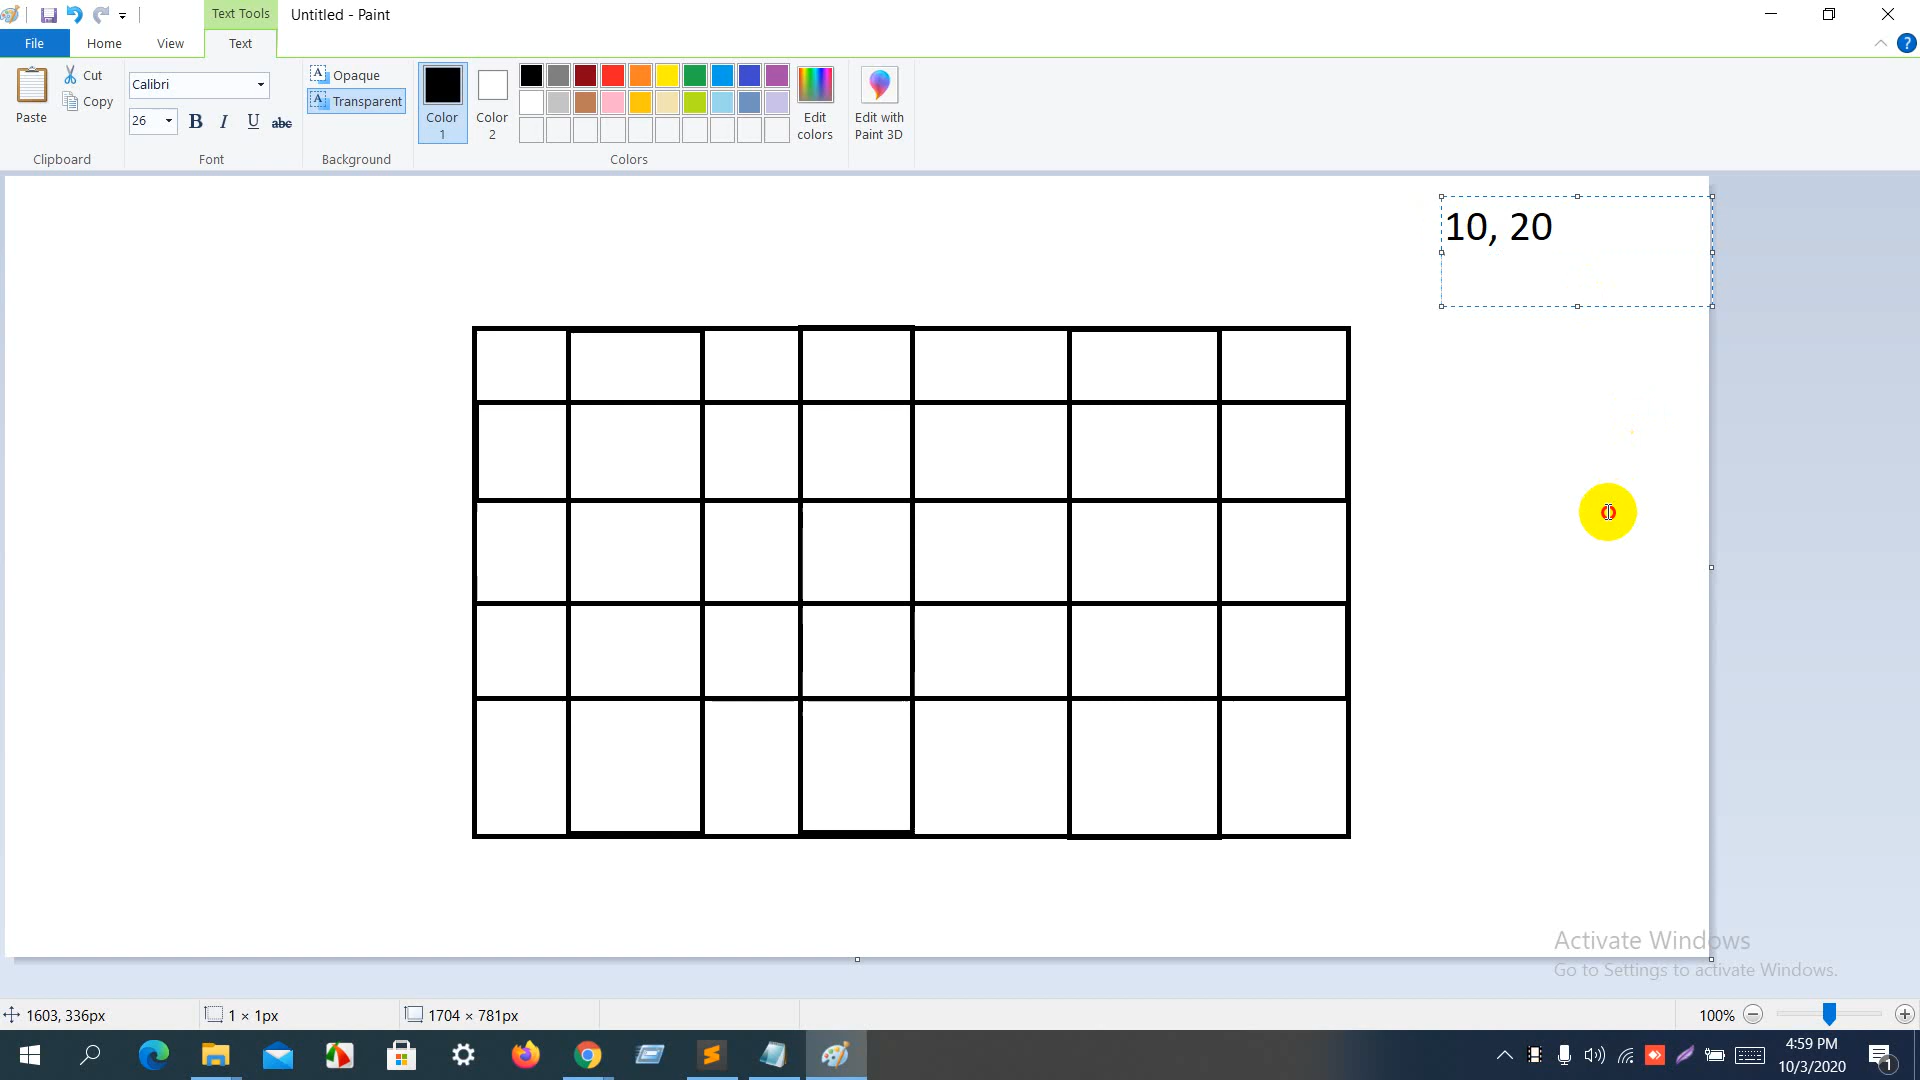 Text Tools
Untitled - Paint
File
Home
View
Text
Paste
Cut
Copy
Calibri
26
B I U abc
Opaque
Transparent
Color
1
Color
2
Edit
colors
Edit with
Paint 3D
Clipboard
Font
Background
Colors
10, 20
Activate Windows
Go to Settings to activate Windows.
1603, 336px
1 × 1px
1704 × 781px
100%
4:59 PM
10/3/2020
1